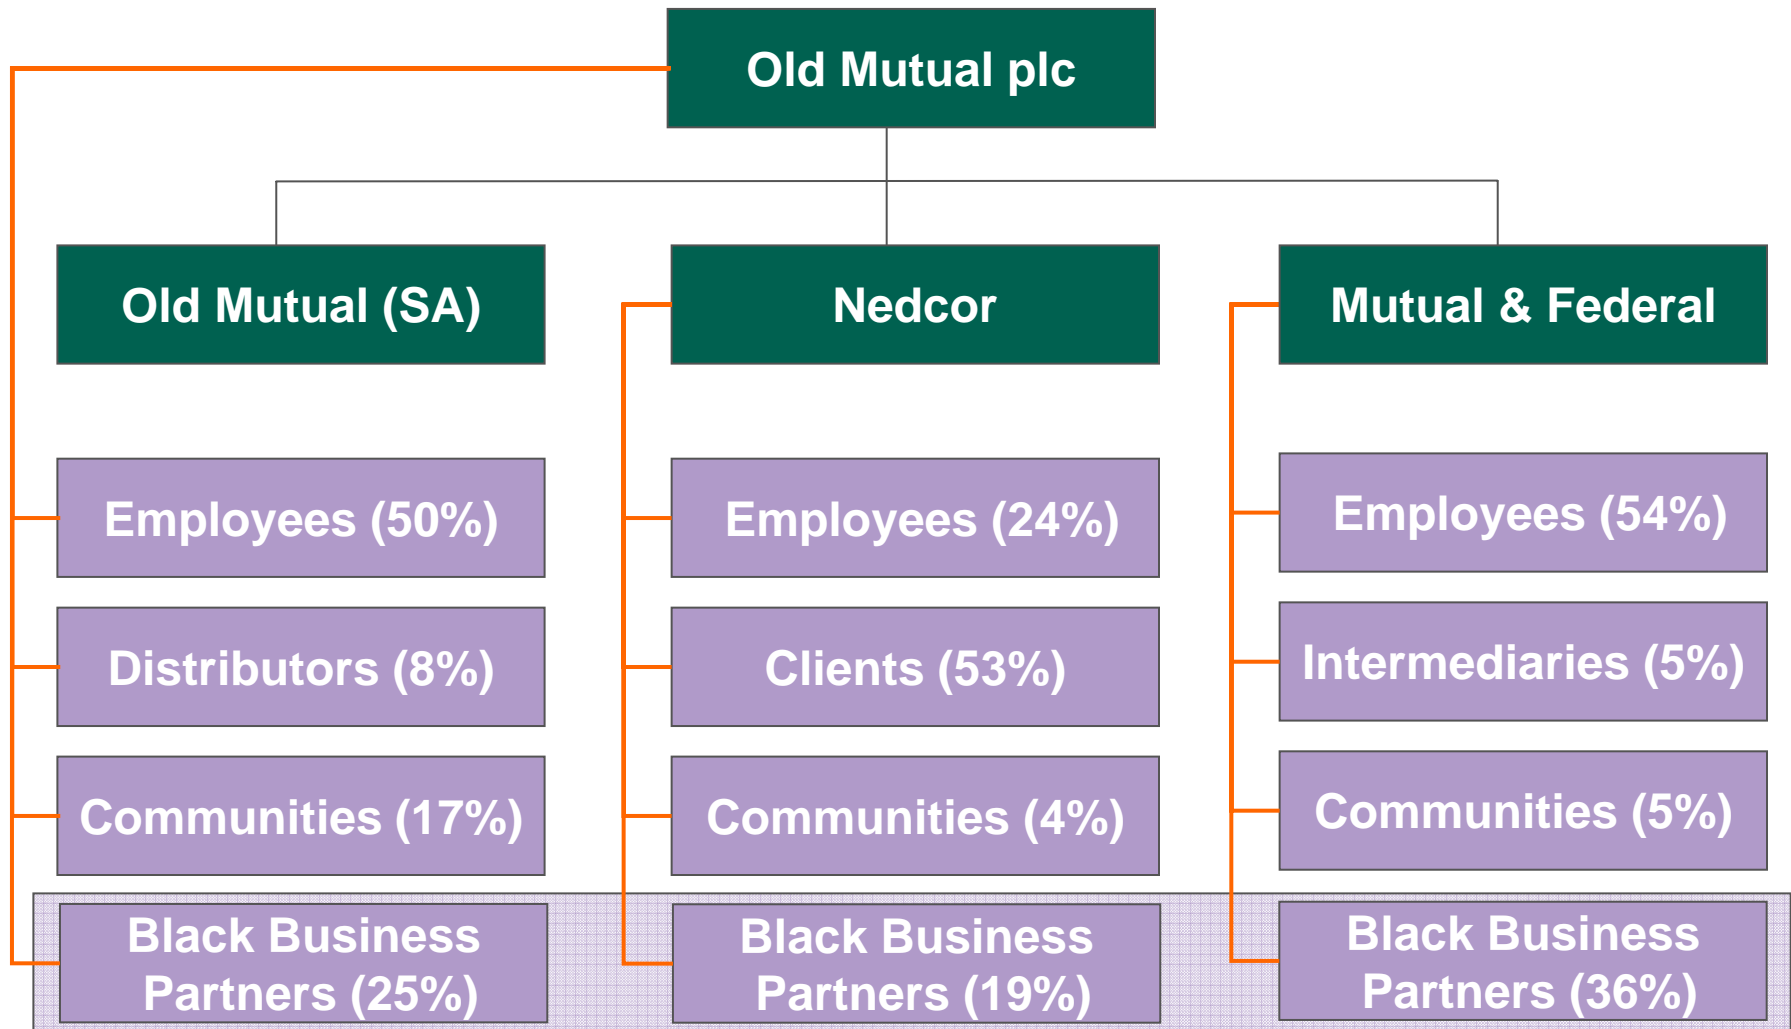 Old Mutual plc
Old Mutual (SA)
Nedcor
Mutual & Federal
Employees (50%)
Employees (24%)
Employees (54%)
Distributors (8%)
Clients (53%)
Intermediaries (5%)
Communities (17%)
Communities (4%)
Communities (5%)
Black Business
Partners (25%)
Black Business
Partners (19%)
Black Business
Partners (36%)